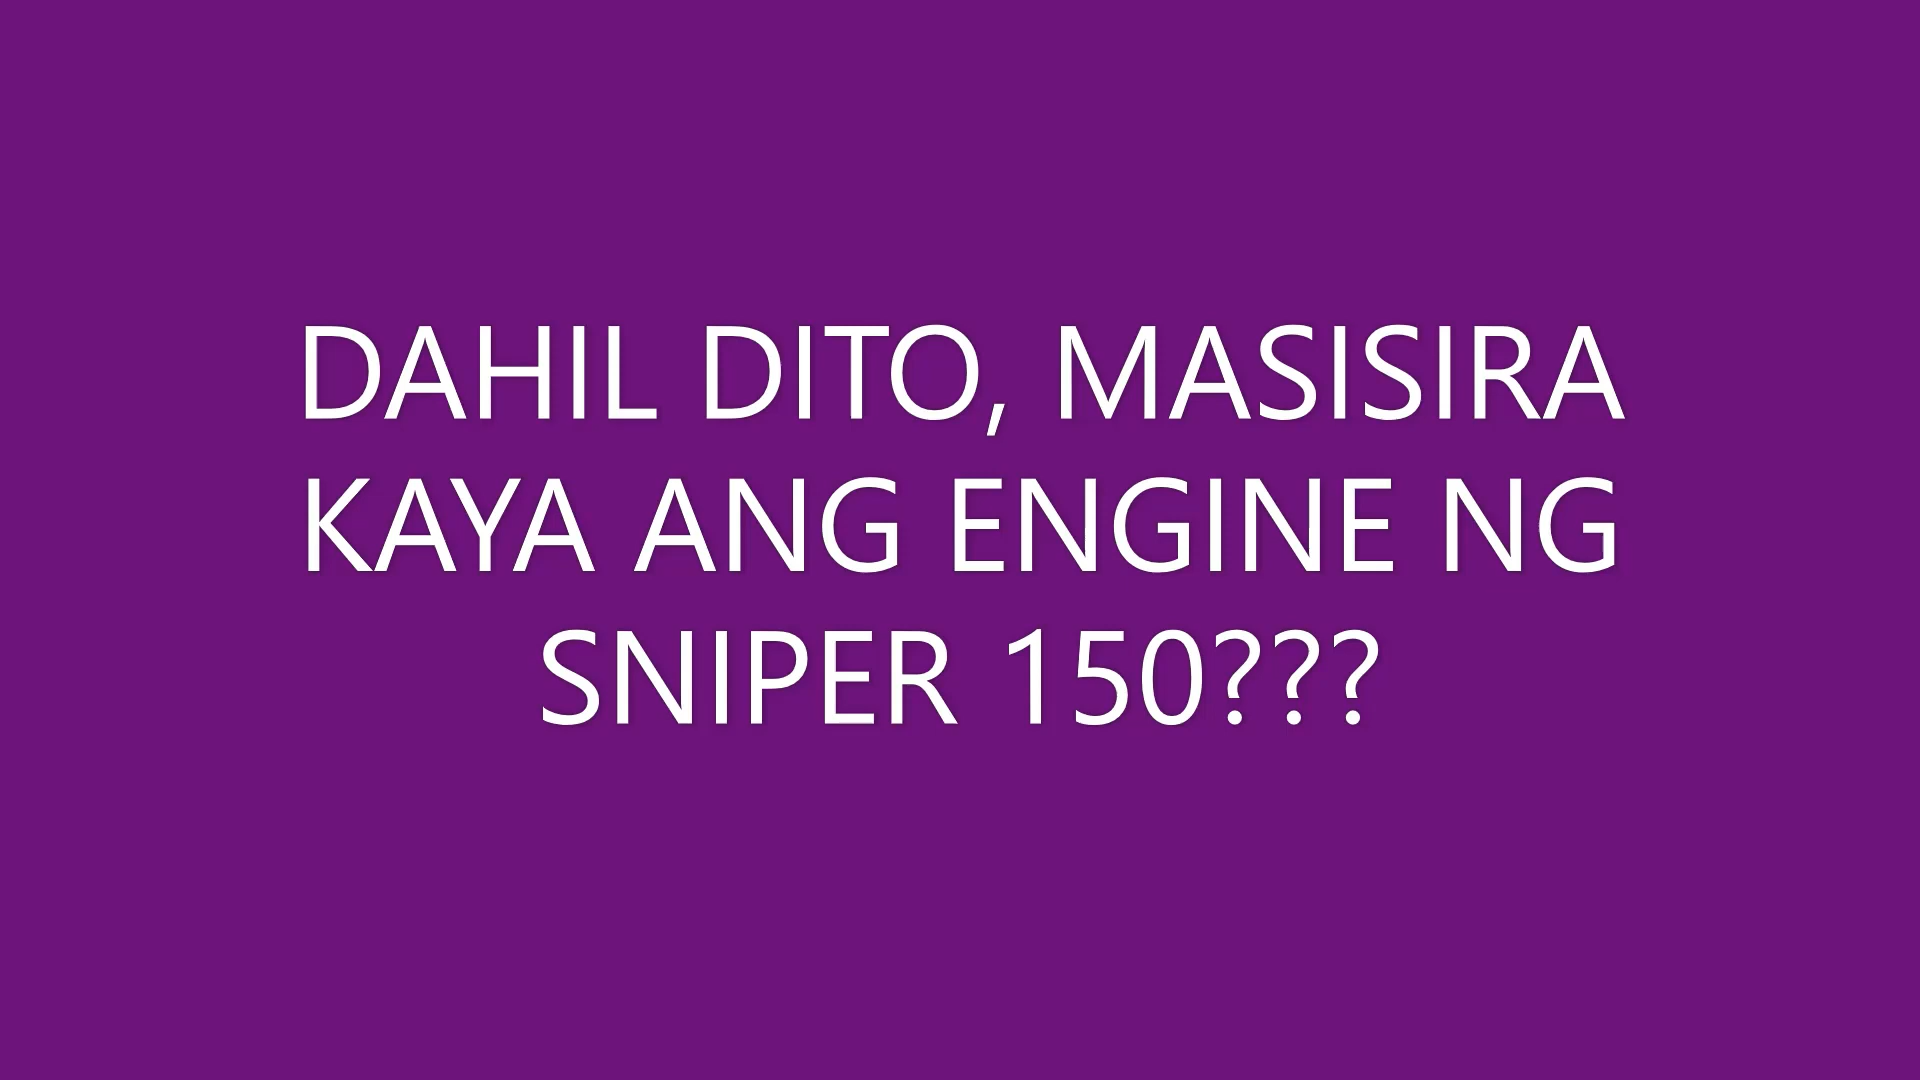 DAHIL DITO, MASISIRA
KAYA ANG ENGINE NG
SNIPER 150???